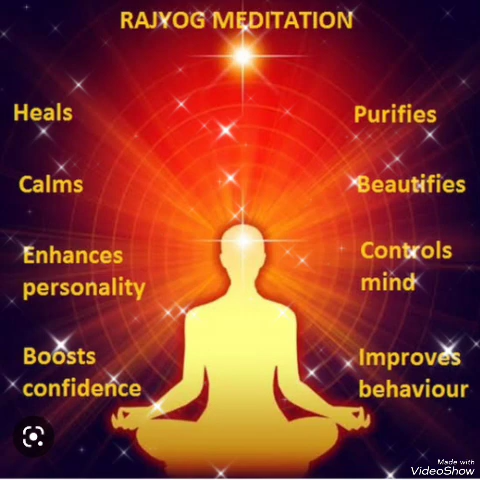 RAJYOG MEDITATION
Heals
Purifies
Calms
Beautifies
Enhances
personality
Controls
mind
Boosts
confidence
Improves
behaviour
Made with
VideoShow